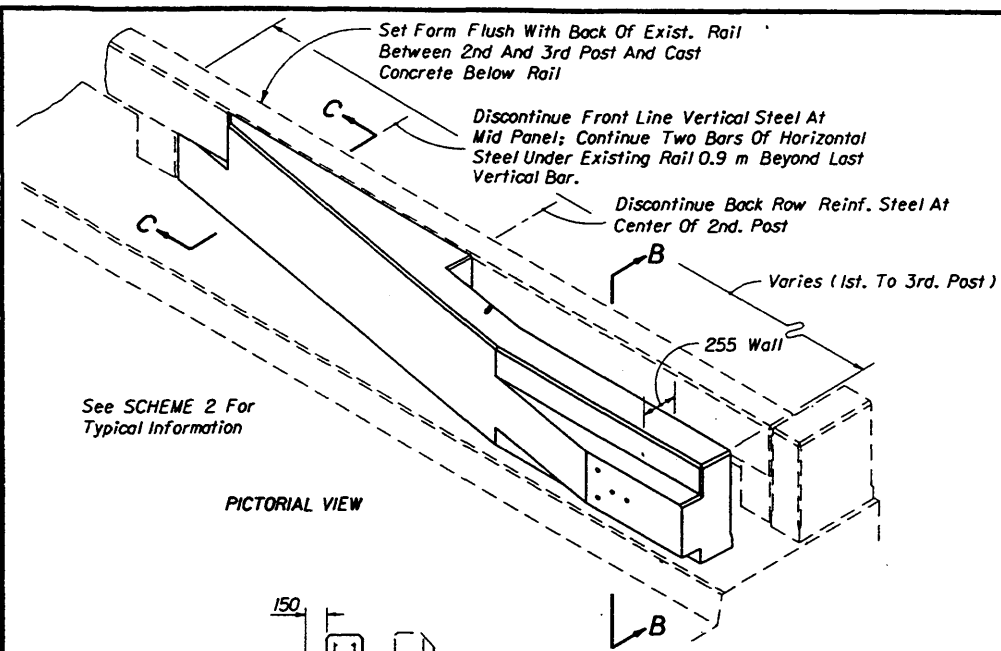 Set Form Flush With Back Of Exist. Rail
Between 2nd And 3rd Post And Cast
Concrete Below Rail
C
Discontinue Front Line Vertical Steel At
Mid Panel; Continue Two Bars Of Horizontal
Steel Under Existing Rail 0.9 m Beyond Last
Vertical Bar.
Discontinue Back Row Reinf. Steel At
Center Of 2nd. Post
C
B
Varies (1st. To 3rd. Post)
255 Wall
See SCHEME 2 For
Typical Information
PICTORIAL VIEW
150
B